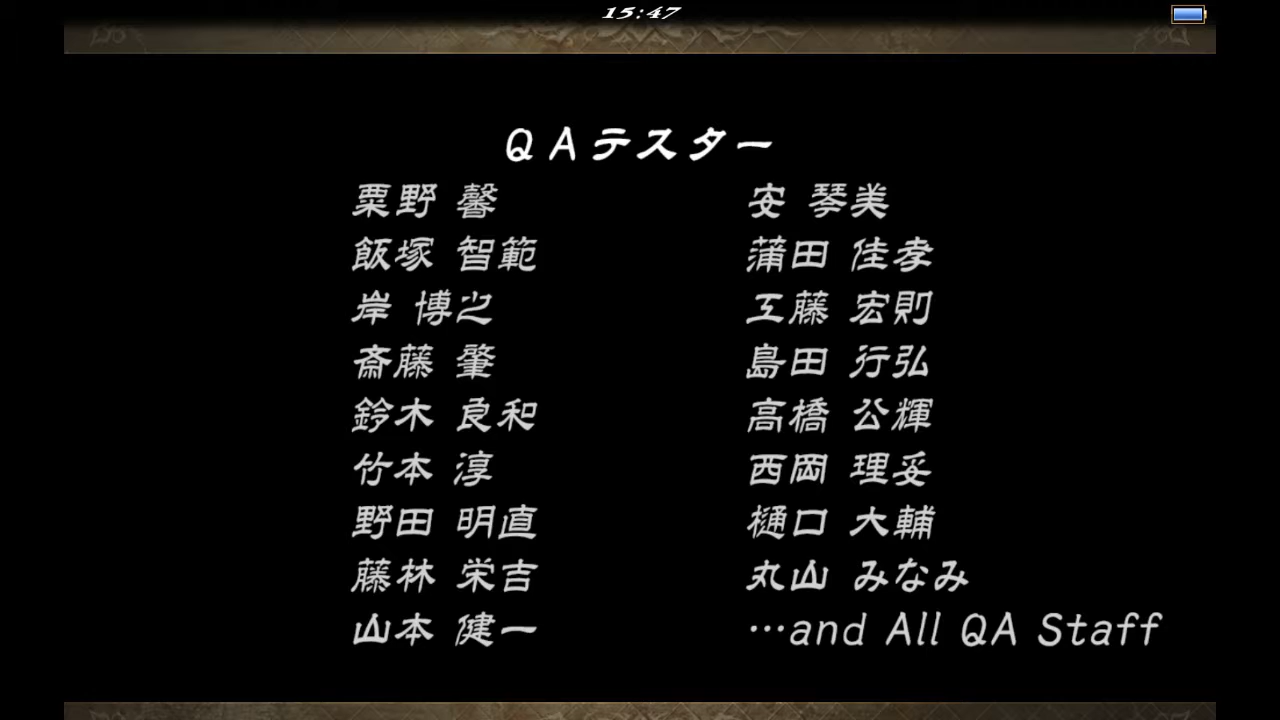 15:47
QAテスター
粟野 馨
安 琴美
飯塚 智範
蒲田 佳孝
岸 博之
工藤 宏則
斎藤 肇
島田 行弘
鈴木 良和
高橋 公輝
竹本 淳
西岡 理妥
野田 明直
樋口 大輔
藤林 栄吉
丸山 みなみ
山本 健一
…and All QA Staff